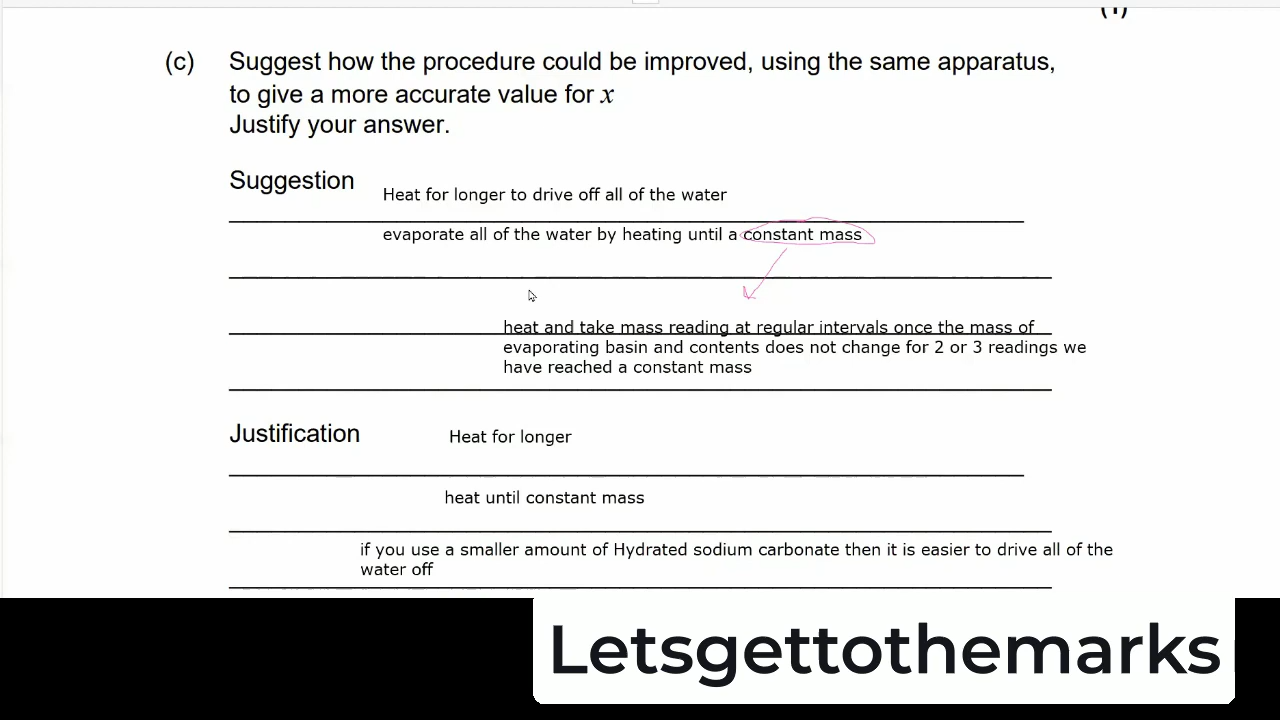 (c) Suggest how the procedure could be improved, using the same apparatus,
to give a more accurate value for x
Justify your answer.
Suggestion
Heat for longer to drive off all of the water
evaporate all of the water by heating until a constant mass
heat and take mass reading at regular intervals once the mass of
evaporating basin and contents does not change for 2 or 3 readings we
have reached a constant mass
Justification Heat for longer
heat until constant mass
if you use a smaller amount of Hydrated sodium carbonate then it is easier to drive all of the
water off
Letsgettothemarks